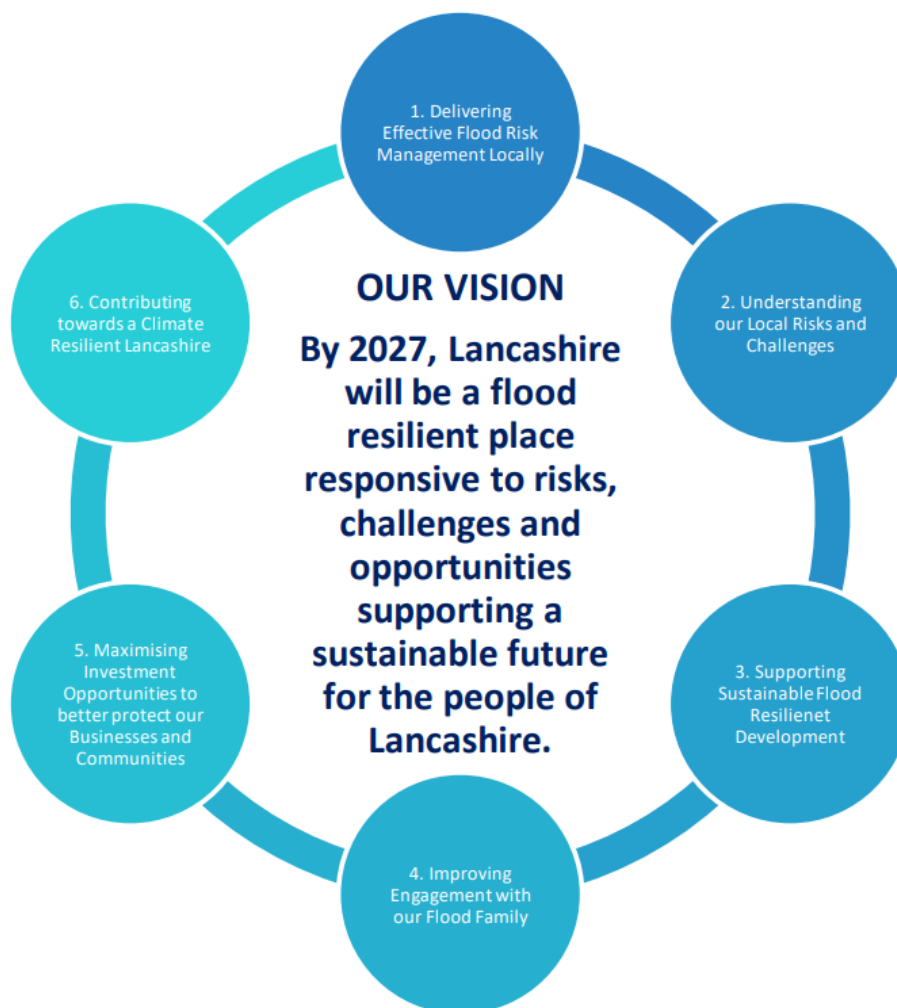 1. Delivering
Effective Flood Risk
Management Locally
2. Understanding
our Local Risks and
Challenges
3. Supporting
Sustainable Flood
Resilienet
Development
4. Improving
Engagement with
our Flood Family
5. Maximising
Investment
Opportunities to
better protect our
Businesses and
Communities
6. Contributing
towards a Climate
Resilient Lancashire
OUR VISION
By 2027, Lancashire
will be a flood
resilient place
responsive to risks,
challenges and
opportunities
supporting a
sustainable future
for the people of
Lancashire.